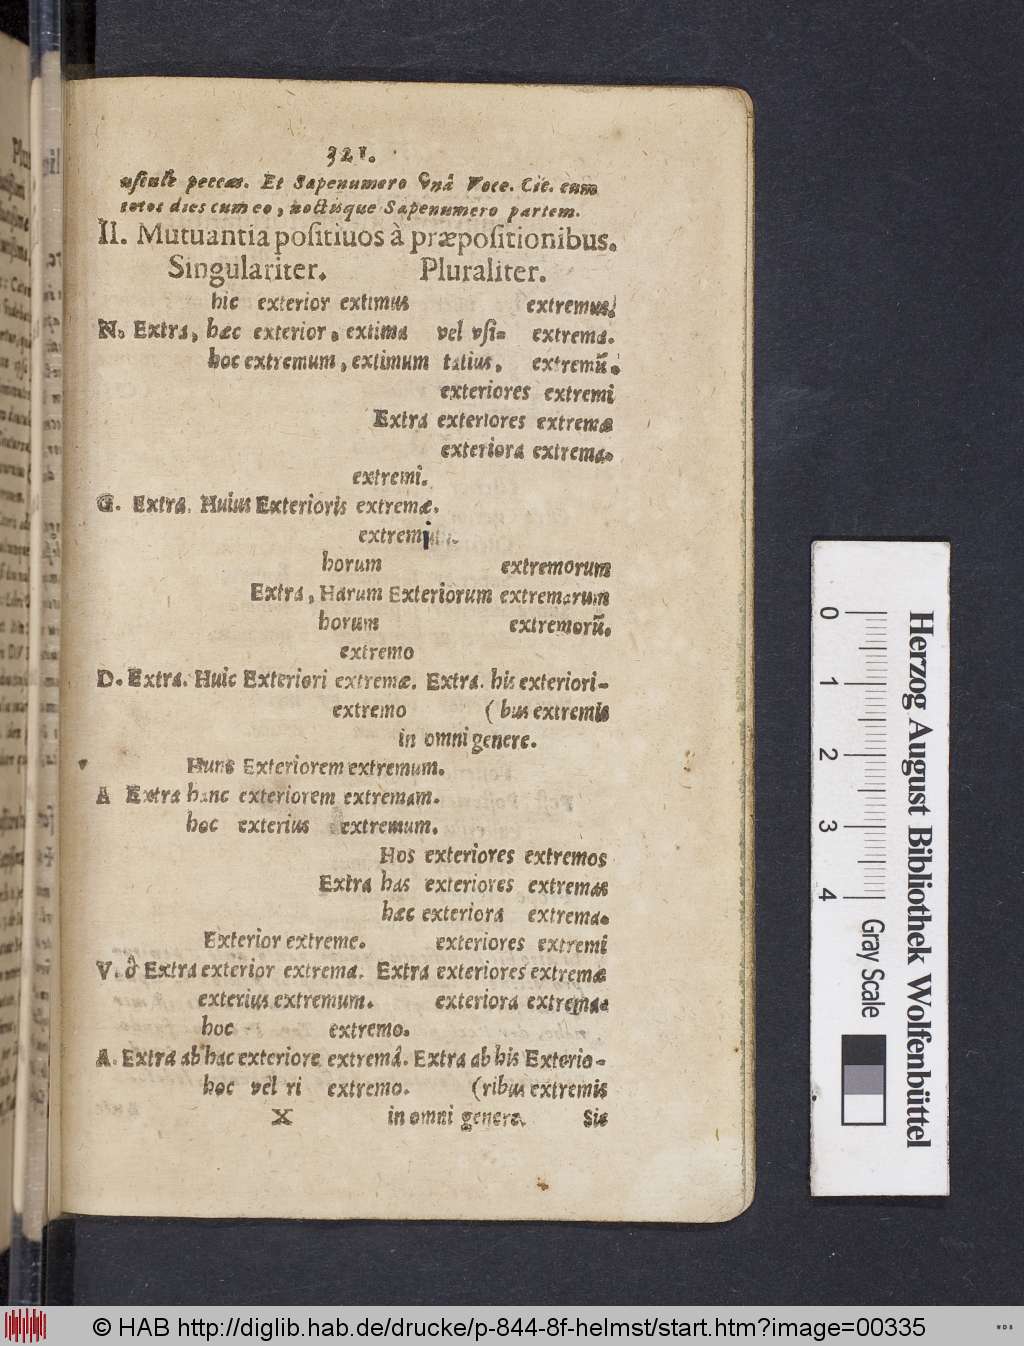 321.
peccas. Et Sapenumero Vnâ Voce. Cic. cum
totos dies cum eo, noctúsque Sapenumero partem.
II. Mutuantia positiuos à præpositionibus.
Singulariter. Pluraliter.
hic exterior extimus extremus.
N. Extra, hæc exterior, extima vel vsi= extrema.
hoc extremum, extimum tatius, extremũ.
exteriores extremi
Extra exteriores extremæ
exteriora extrema.
extremi.
G. Extra. Huius Exterioris extremæ.
extremi
horum extremorum
Extra, Harum Exteriorum extremarum
horum extremorũ.
extremo
D. Extra. Huic Exteriori extremæ. Extra. his exteriori-
extremo (bus extremis
in omni genere.
Hunc Exteriorem extremum.
A Extra hanc exteriorem extremam.
hoc exterius extremum.
Hos exteriores extremos
Extra has exteriores extremas
hæc exteriora extrema.
Exterior extreme. exteriores extremi
V. ô Extra exterior extrema. Extra exteriores extremæ
exterius extremum. exteriora extrema.
hoc extremo.
A. Extra ab hac exteriore extremâ. Extra ab his Exterio-
hoc vel ri extremo. (ribus extremis
X in omni genere. Sic
Herzog August Bibliothek Wolfenbüttel
0 1 2 3 4 Gray Scale
© HAB http://diglib.hab.de/drucke/p-844-8f-helmst/start.htm?image=00335